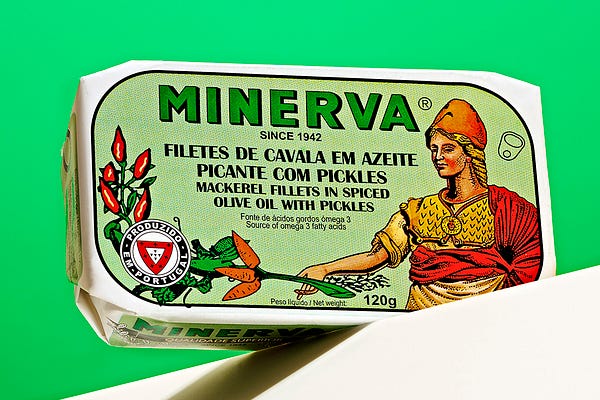 MINERVA®
SINCE 1942
FILETES DE CAVALA EM AZEITE
PICANTE COM PICKLES
MACKEREL FILLETS IN SPICED
OLIVE OIL WITH PICKLES
Fonte de ácidos gordos ómega 3
Source of omega 3 fatty acids
PRODUZIDO
EM PORTUGAL
Peso líquido / Net weight: 120g
MINERVA
QUALIDADE SUPERIOR